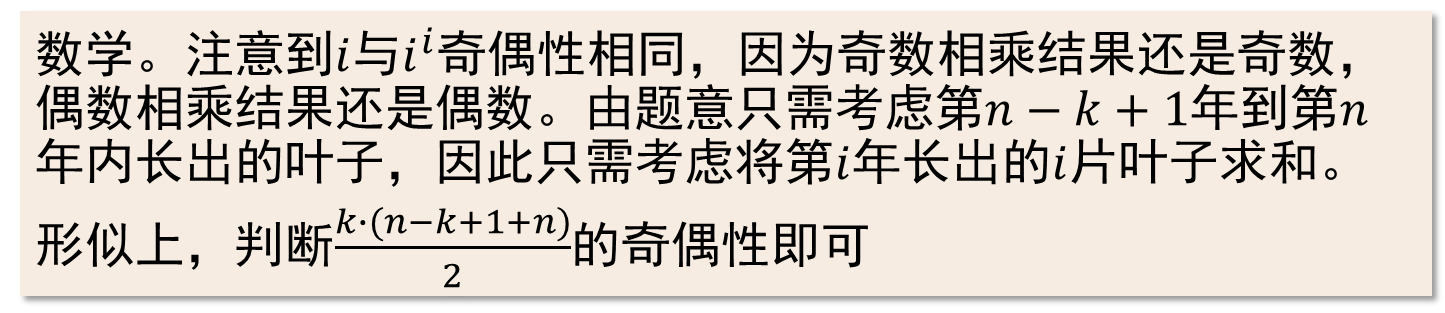 数学。注意到𝑖与𝑖^𝑖奇偶性相同，因为奇数相乘结果还是奇数，
偶数相乘结果还是偶数。由题意只需考虑第𝑛 − 𝑘 + 1年到第𝑛
年内长出的叶子，因此只需考虑将第𝑖年长出的𝑖片叶子求和。
形似上，判断\frac{𝑘·(𝑛−𝑘+1+𝑛)}{2}的奇偶性即可